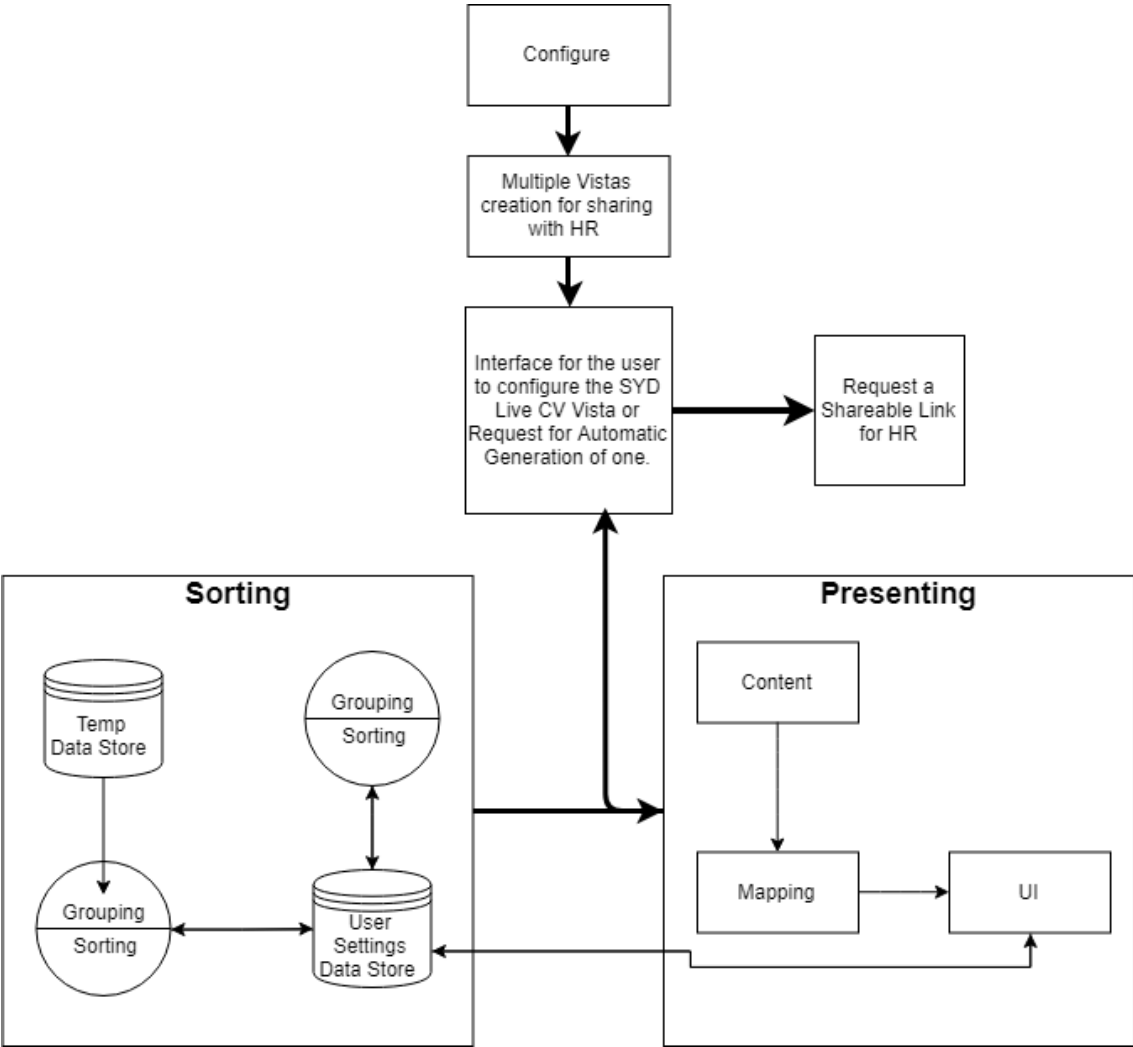 Configure
Multiple Vistas
creation for sharing
with HR
Interface for the user
to configure the SYD
Live CV Vista or
Request for Automatic
Generation of one.
Request a
Shareable Link
for HR
Sorting
Temp
Data Store
Grouping
Sorting
Grouping
Sorting
User
Settings
Data Store
Presenting
Content
Mapping
UI